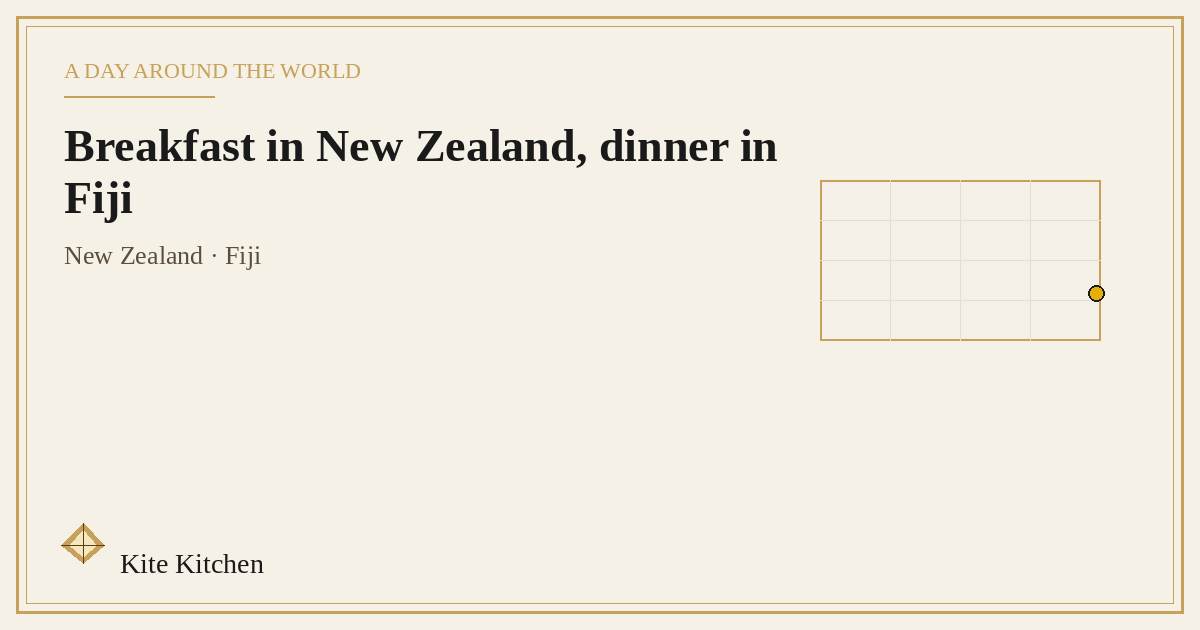 A DAY AROUND THE WORLD
Breakfast in New Zealand, dinner in
Fiji
New Zealand · Fiji
Kite Kitchen